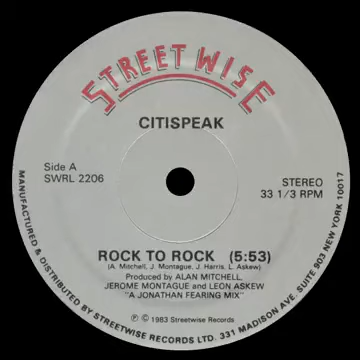 STREETWISE
CITISPEAK
Side A
SWRL 2206
STEREO
33 1/3 RPM
ROCK TO ROCK (5:53)
(A. Mitchell, J. Montague, J. Harris, L. Askew)
Produced by ALAN MITCHELL,
JEROME MONTAGUE and LEON ASKEW
"A JONATHAN FEARING MIX"
Ⓟ © 1983 Streetwise Records
MANUFACTURED & DISTRIBUTED BY STREETWISE RECORDS LTD. 331 MADISON AVE. SUITE 903 NEW YORK 10017